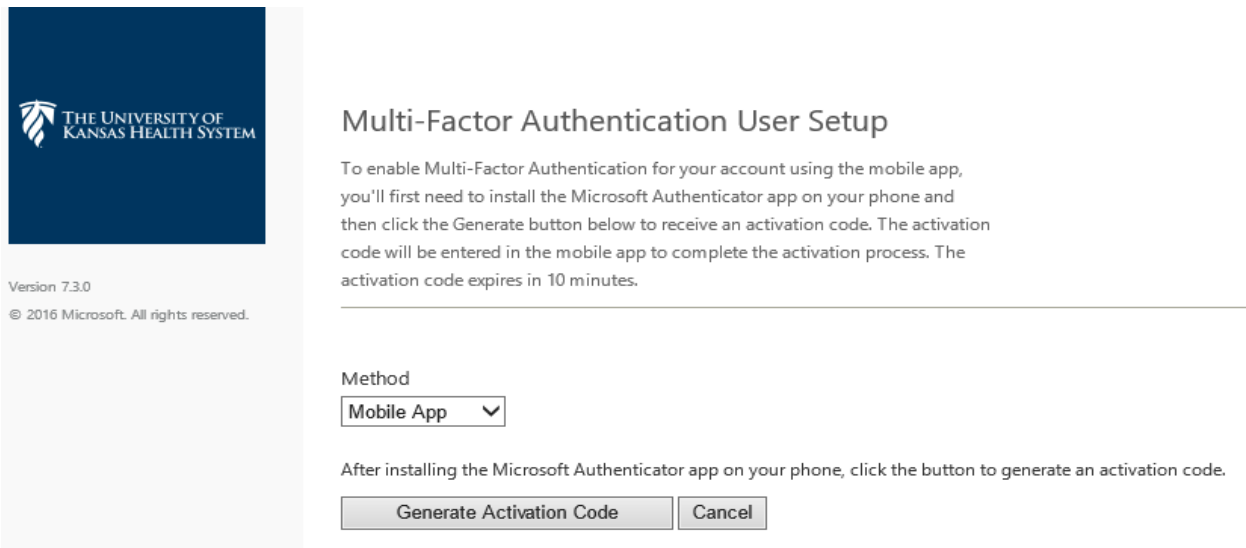 THE UNIVERSITY OF
KANSAS HEALTH SYSTEM
Version 7.3.0
© 2016 Microsoft. All rights reserved.
Multi-Factor Authentication User Setup
To enable Multi-Factor Authentication for your account using the mobile app,
you'll first need to install the Microsoft Authenticator app on your phone and
then click the Generate button below to receive an activation code. The activation
code will be entered in the mobile app to complete the activation process. The
activation code expires in 10 minutes.
Method
Mobile App
After installing the Microsoft Authenticator app on your phone, click the button to generate an activation code.
Generate Activation Code Cancel